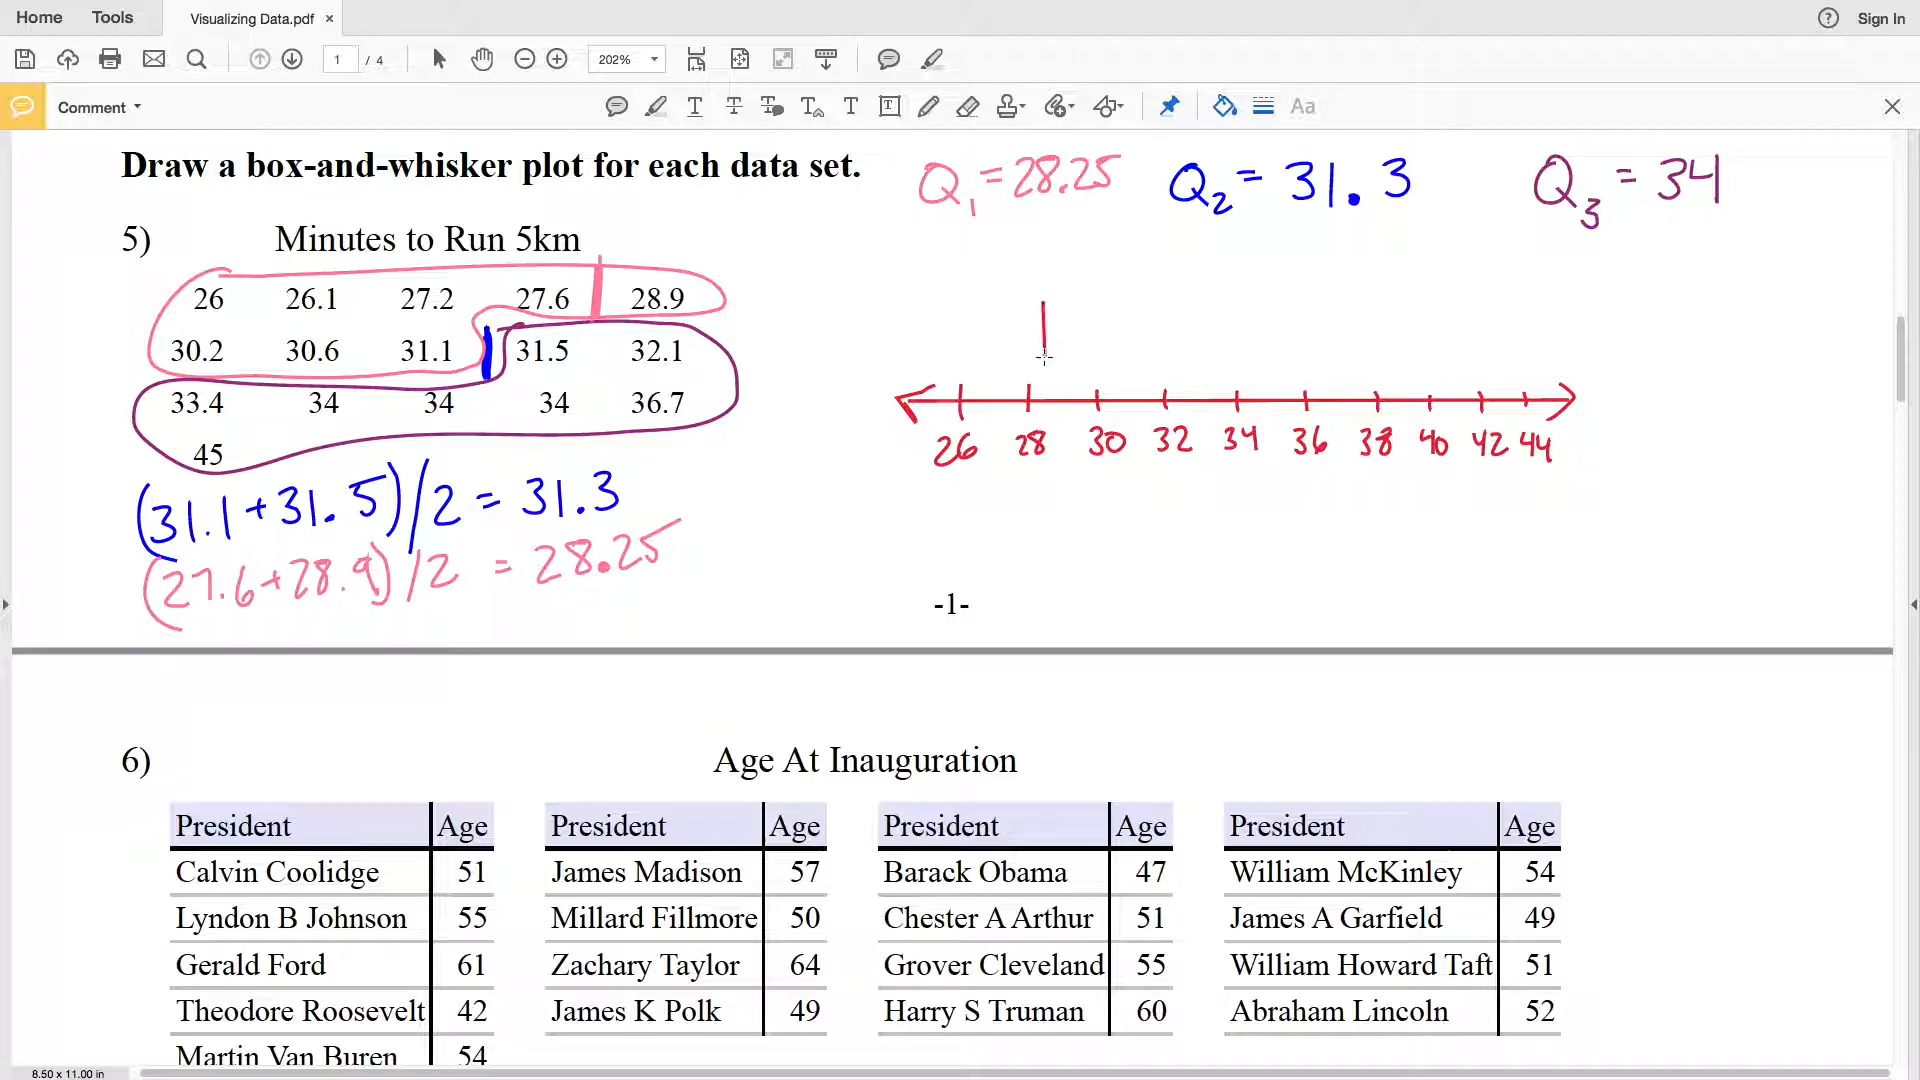 Home Tools Visualizing Data.pdf × ? Sign In
1 / 4 202%
Comment T T T T T T Aa
Draw a box-and-whisker plot for each data set.
Q1 = 28.25 Q2 = 31.3 Q3 = 34
5) Minutes to Run 5km
26 26.1 27.2 27.6 28.9
30.2 30.6 31.1 31.5 32.1
33.4 34 34 34 36.7
45
26 28 30 32 34 36 38 40 42 44
(31.1+31.5)/2 = 31.3
(27.6+28.9)/2 = 28.25
-1-
6) Age At Inauguration
President Age President Age President Age President Age
Calvin Coolidge 51 James Madison 57 Barack Obama 47 William McKinley 54
Lyndon B Johnson 55 Millard Fillmore 50 Chester A Arthur 51 James A Garfield 49
Gerald Ford 61 Zachary Taylor 64 Grover Cleveland 55 William Howard Taft 51
Theodore Roosevelt 42 James K Polk 49 Harry S Truman 60 Abraham Lincoln 52
Martin Van Buren 54
8.50 x 11.00 in